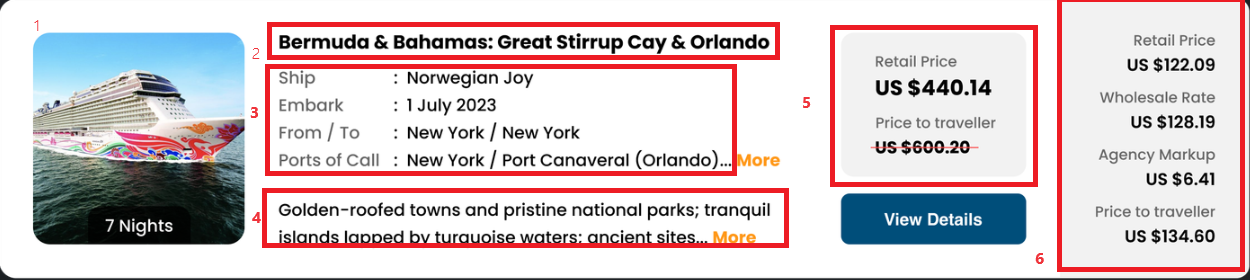 1
7 Nights
2
Bermuda & Bahamas: Great Stirrup Cay & Orlando
3
Ship : Norwegian Joy
Embark : 1 July 2023
From / To : New York / New York
Ports of Call : New York / Port Canaveral (Orlando)... More
4
Golden-roofed towns and pristine national parks; tranquil
islands lapped by turquoise waters; ancient sites... More
5
Retail Price
US $440.14
Price to traveller
US $600.20
View Details
6
Retail Price
US $122.09
Wholesale Rate
US $128.19
Agency Markup
US $6.41
Price to traveller
US $134.60